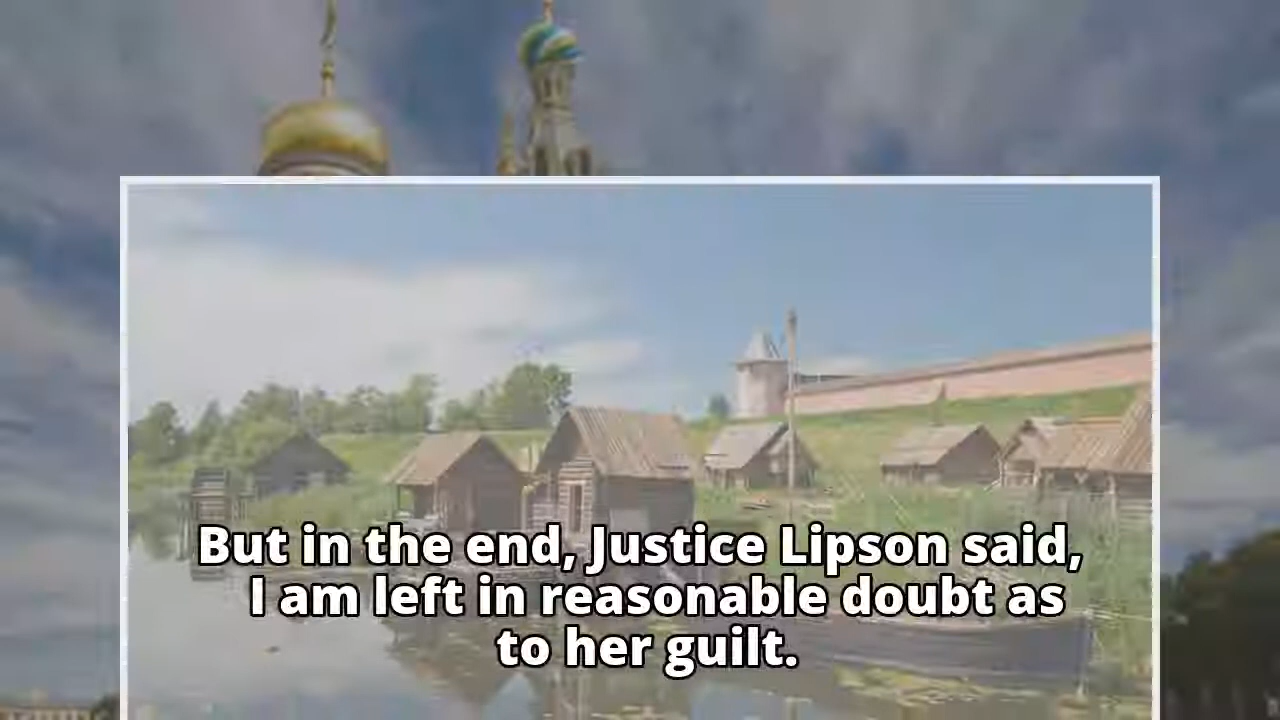 But in the end, Justice Lipson said,
I am left in reasonable doubt as
to her guilt.